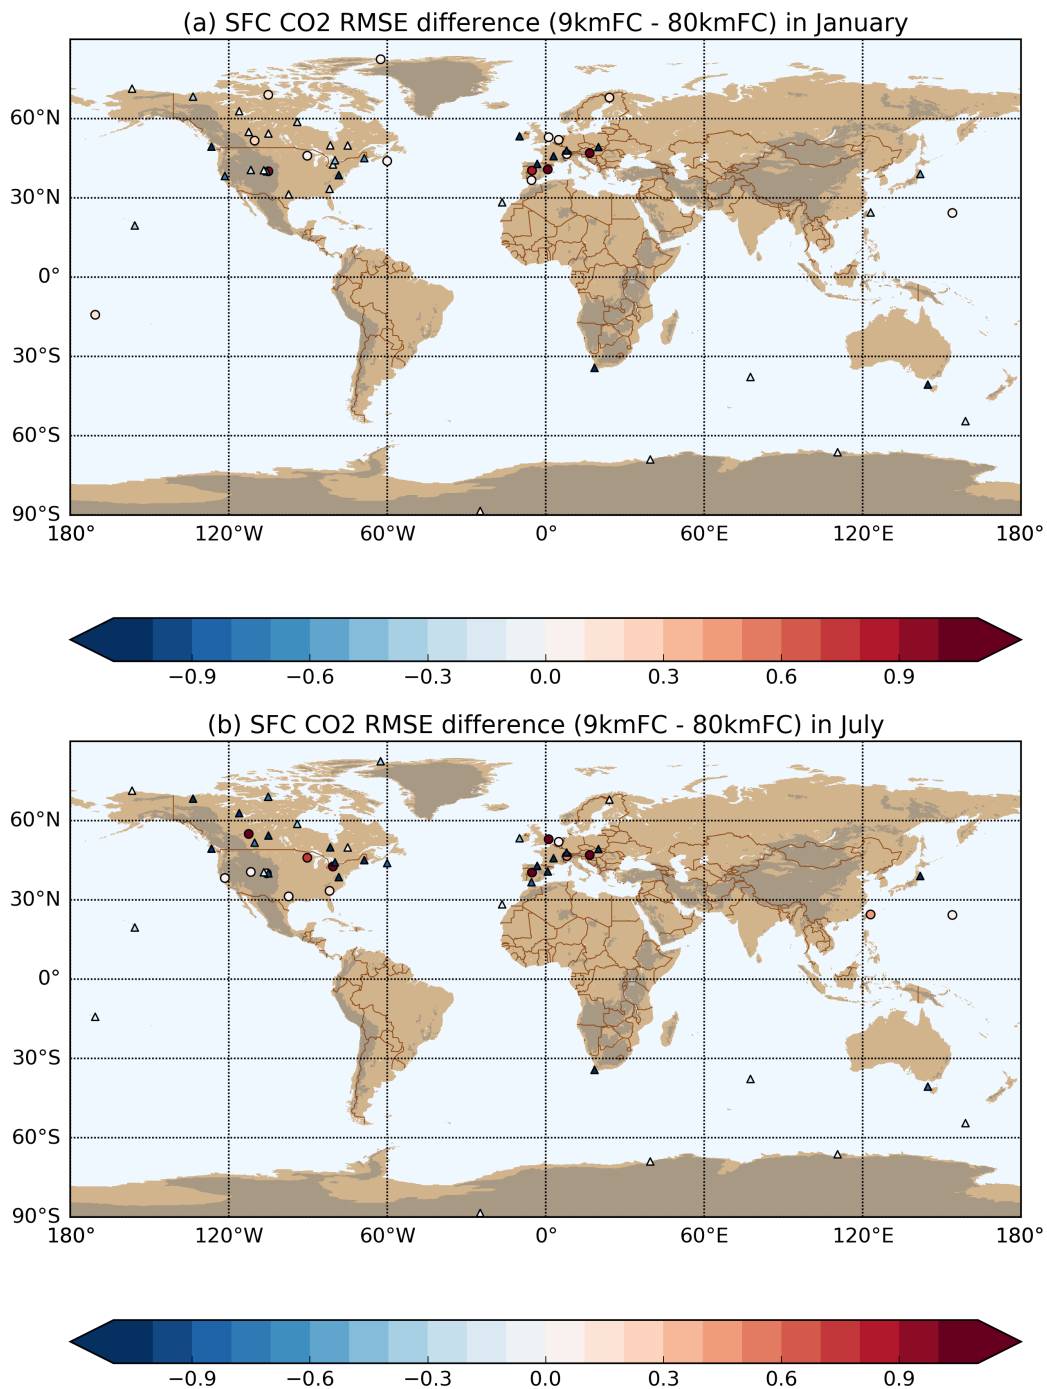 (a) SFC CO2 RMSE difference (9kmFC - 80kmFC) in January
60°N
30°N
0°
30°S
60°S
90°S
180° 120°W 60°W 0° 60°E 120°E 180°
−0.9 −0.6 −0.3 0.0 0.3 0.6 0.9
(b) SFC CO2 RMSE difference (9kmFC - 80kmFC) in July
60°N
30°N
0°
30°S
60°S
90°S
180° 120°W 60°W 0° 60°E 120°E 180°
−0.9 −0.6 −0.3 0.0 0.3 0.6 0.9